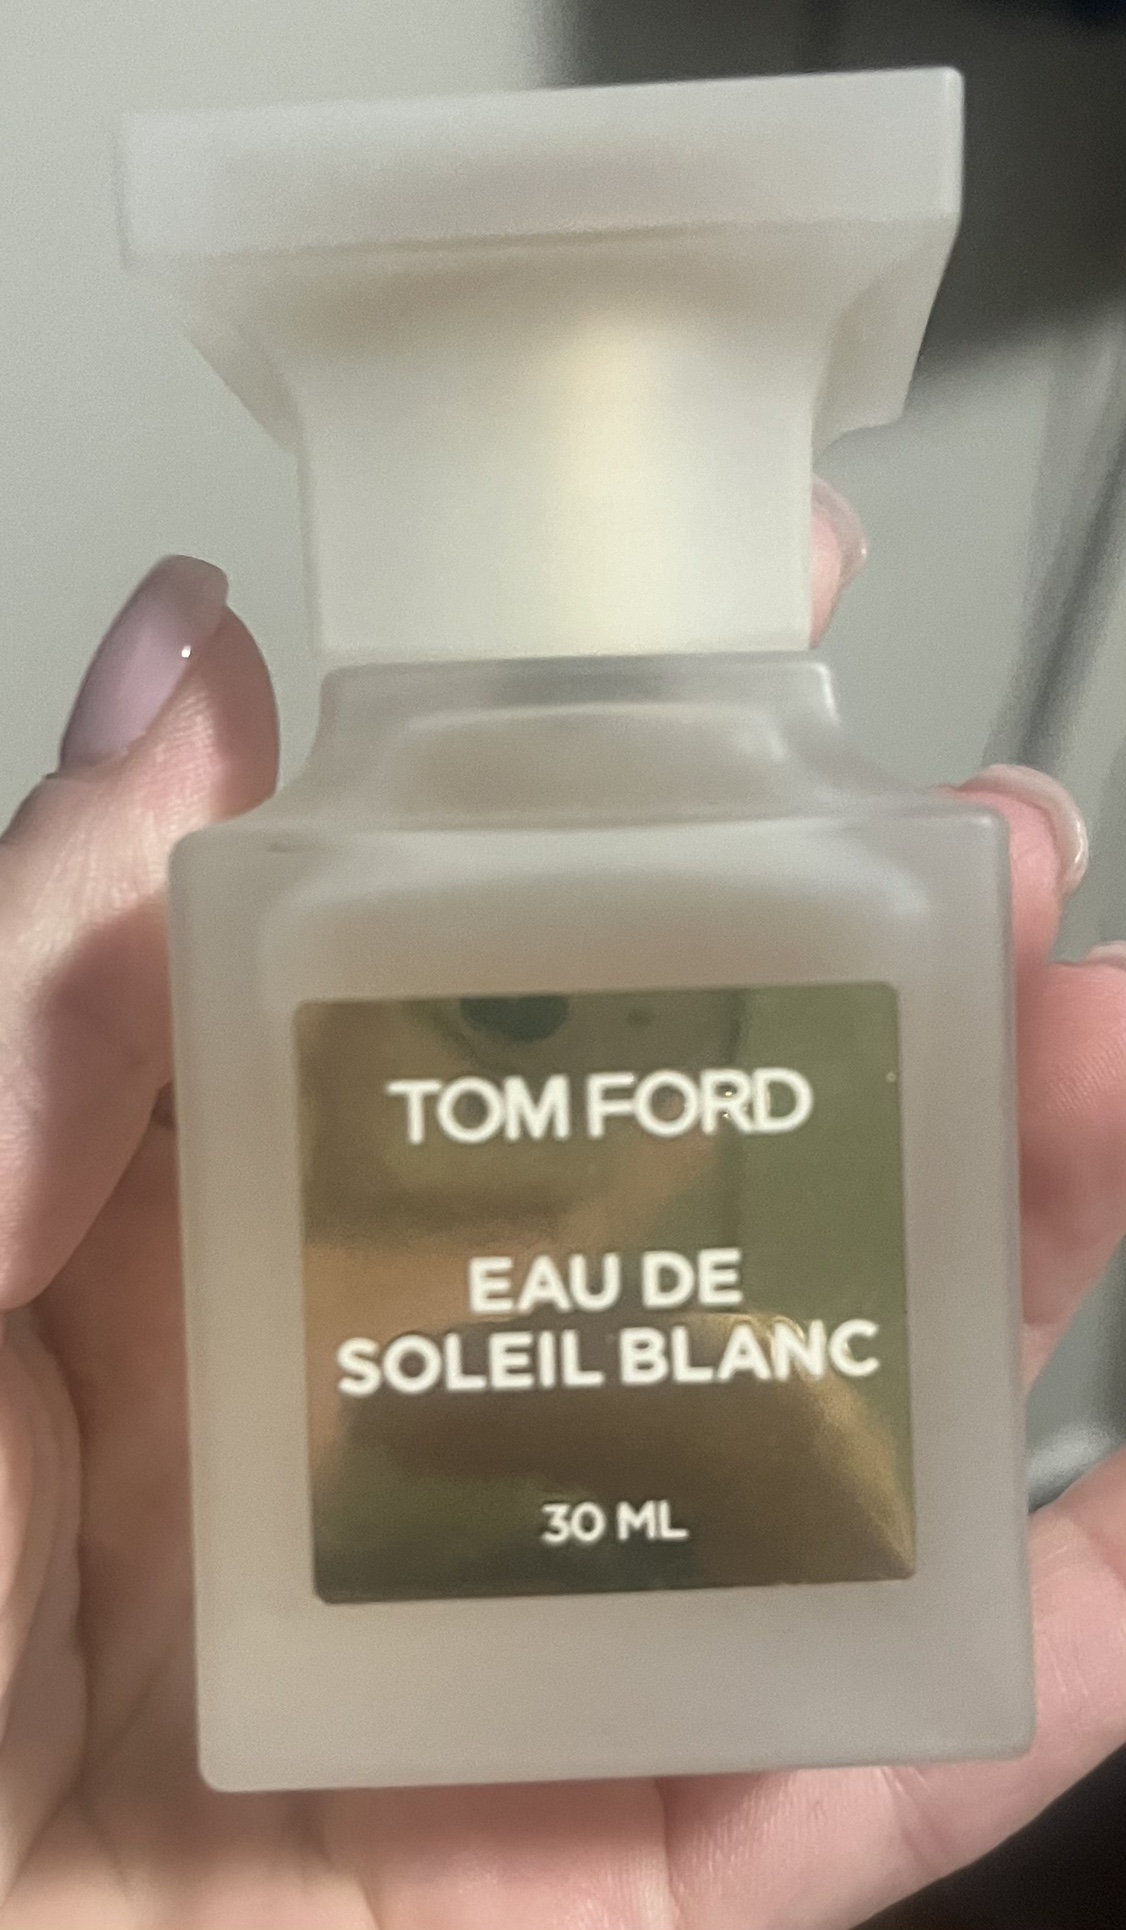 TOM FORD
EAU DE
SOLEIL BLANC
30 ML